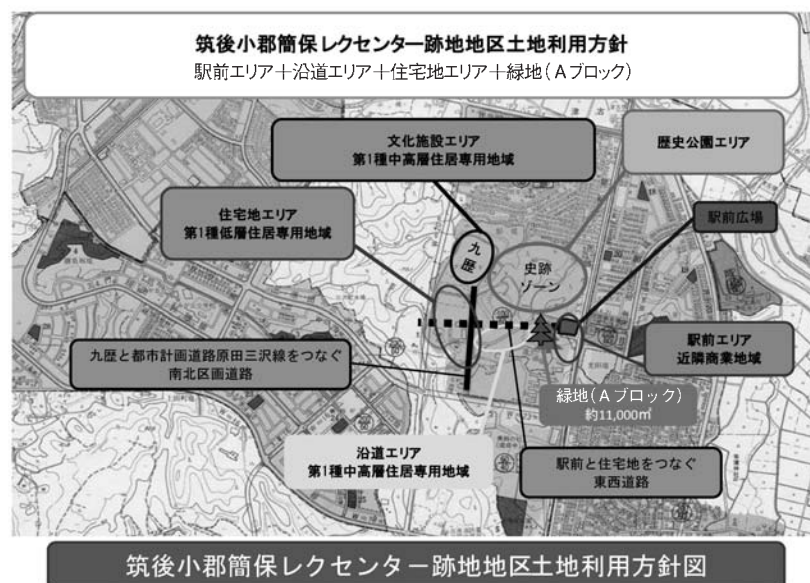 筑後小郡簡保レクセンター跡地地区土地利用方針
駅前エリア＋沿道エリア＋住宅地エリア＋緑地（Aブロック）
文化施設エリア
第1種中高層住居専用地域
歴史公園エリア
住宅地エリア
第1種低層住居専用地域
駅前広場
九歴
史跡
ゾーン
九歴と都市計画道路原田三沢線をつなぐ
南北区画道路
駅前エリア
近隣商業地域
緑地（Aブロック）
約11,000㎡
沿道エリア
第1種中高層住居専用地域
駅前と住宅地をつなぐ
東西道路
筑後小郡簡保レクセンター跡地地区土地利用方針図